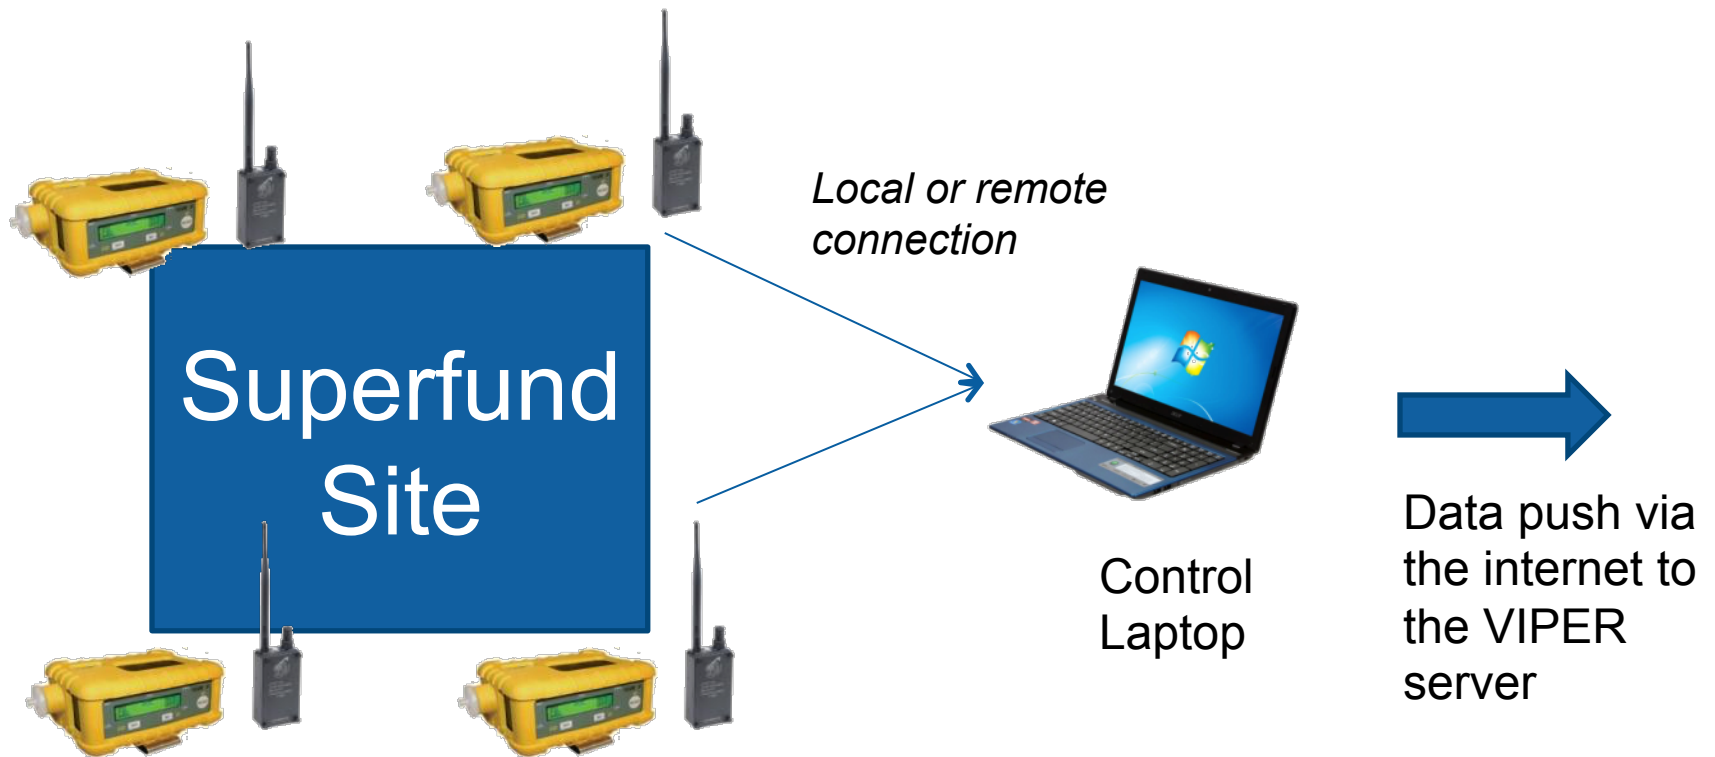 Local or remote
connection
Superfund
Site
Control
Laptop
Data push via
the internet to
the VIPER
server